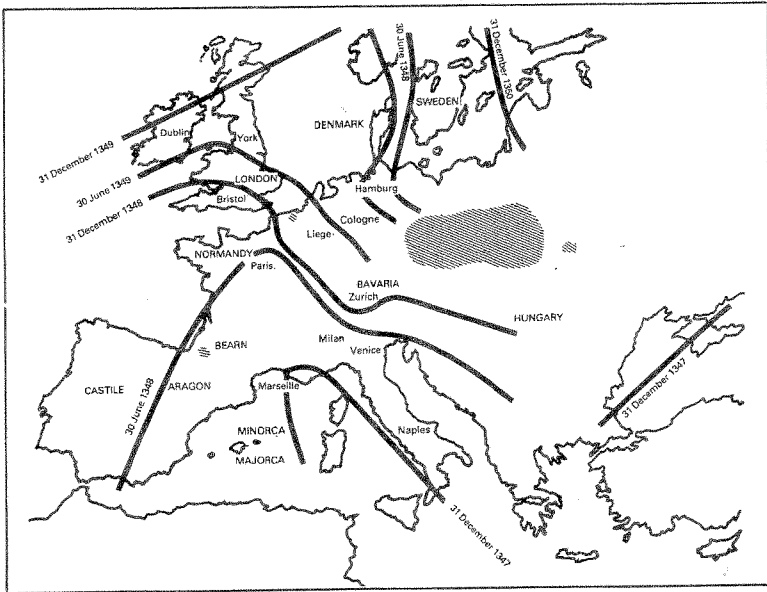 30 June 1348
31 December 1350
SWEDEN
DENMARK
Dublin
York
31 December 1349
30 June 1349
31 December 1348
LONDON
Bristol
Hamburg
Cologne
Liege
NORMANDY
Paris.
BAVARIA
Zurich
HUNGARY
Milan
Venice
BEARN
CASTILE
ARAGON
30 June 1348
Marseille
MINORCA
MAJORCA
Naples
31 December 1347
31 December 1347